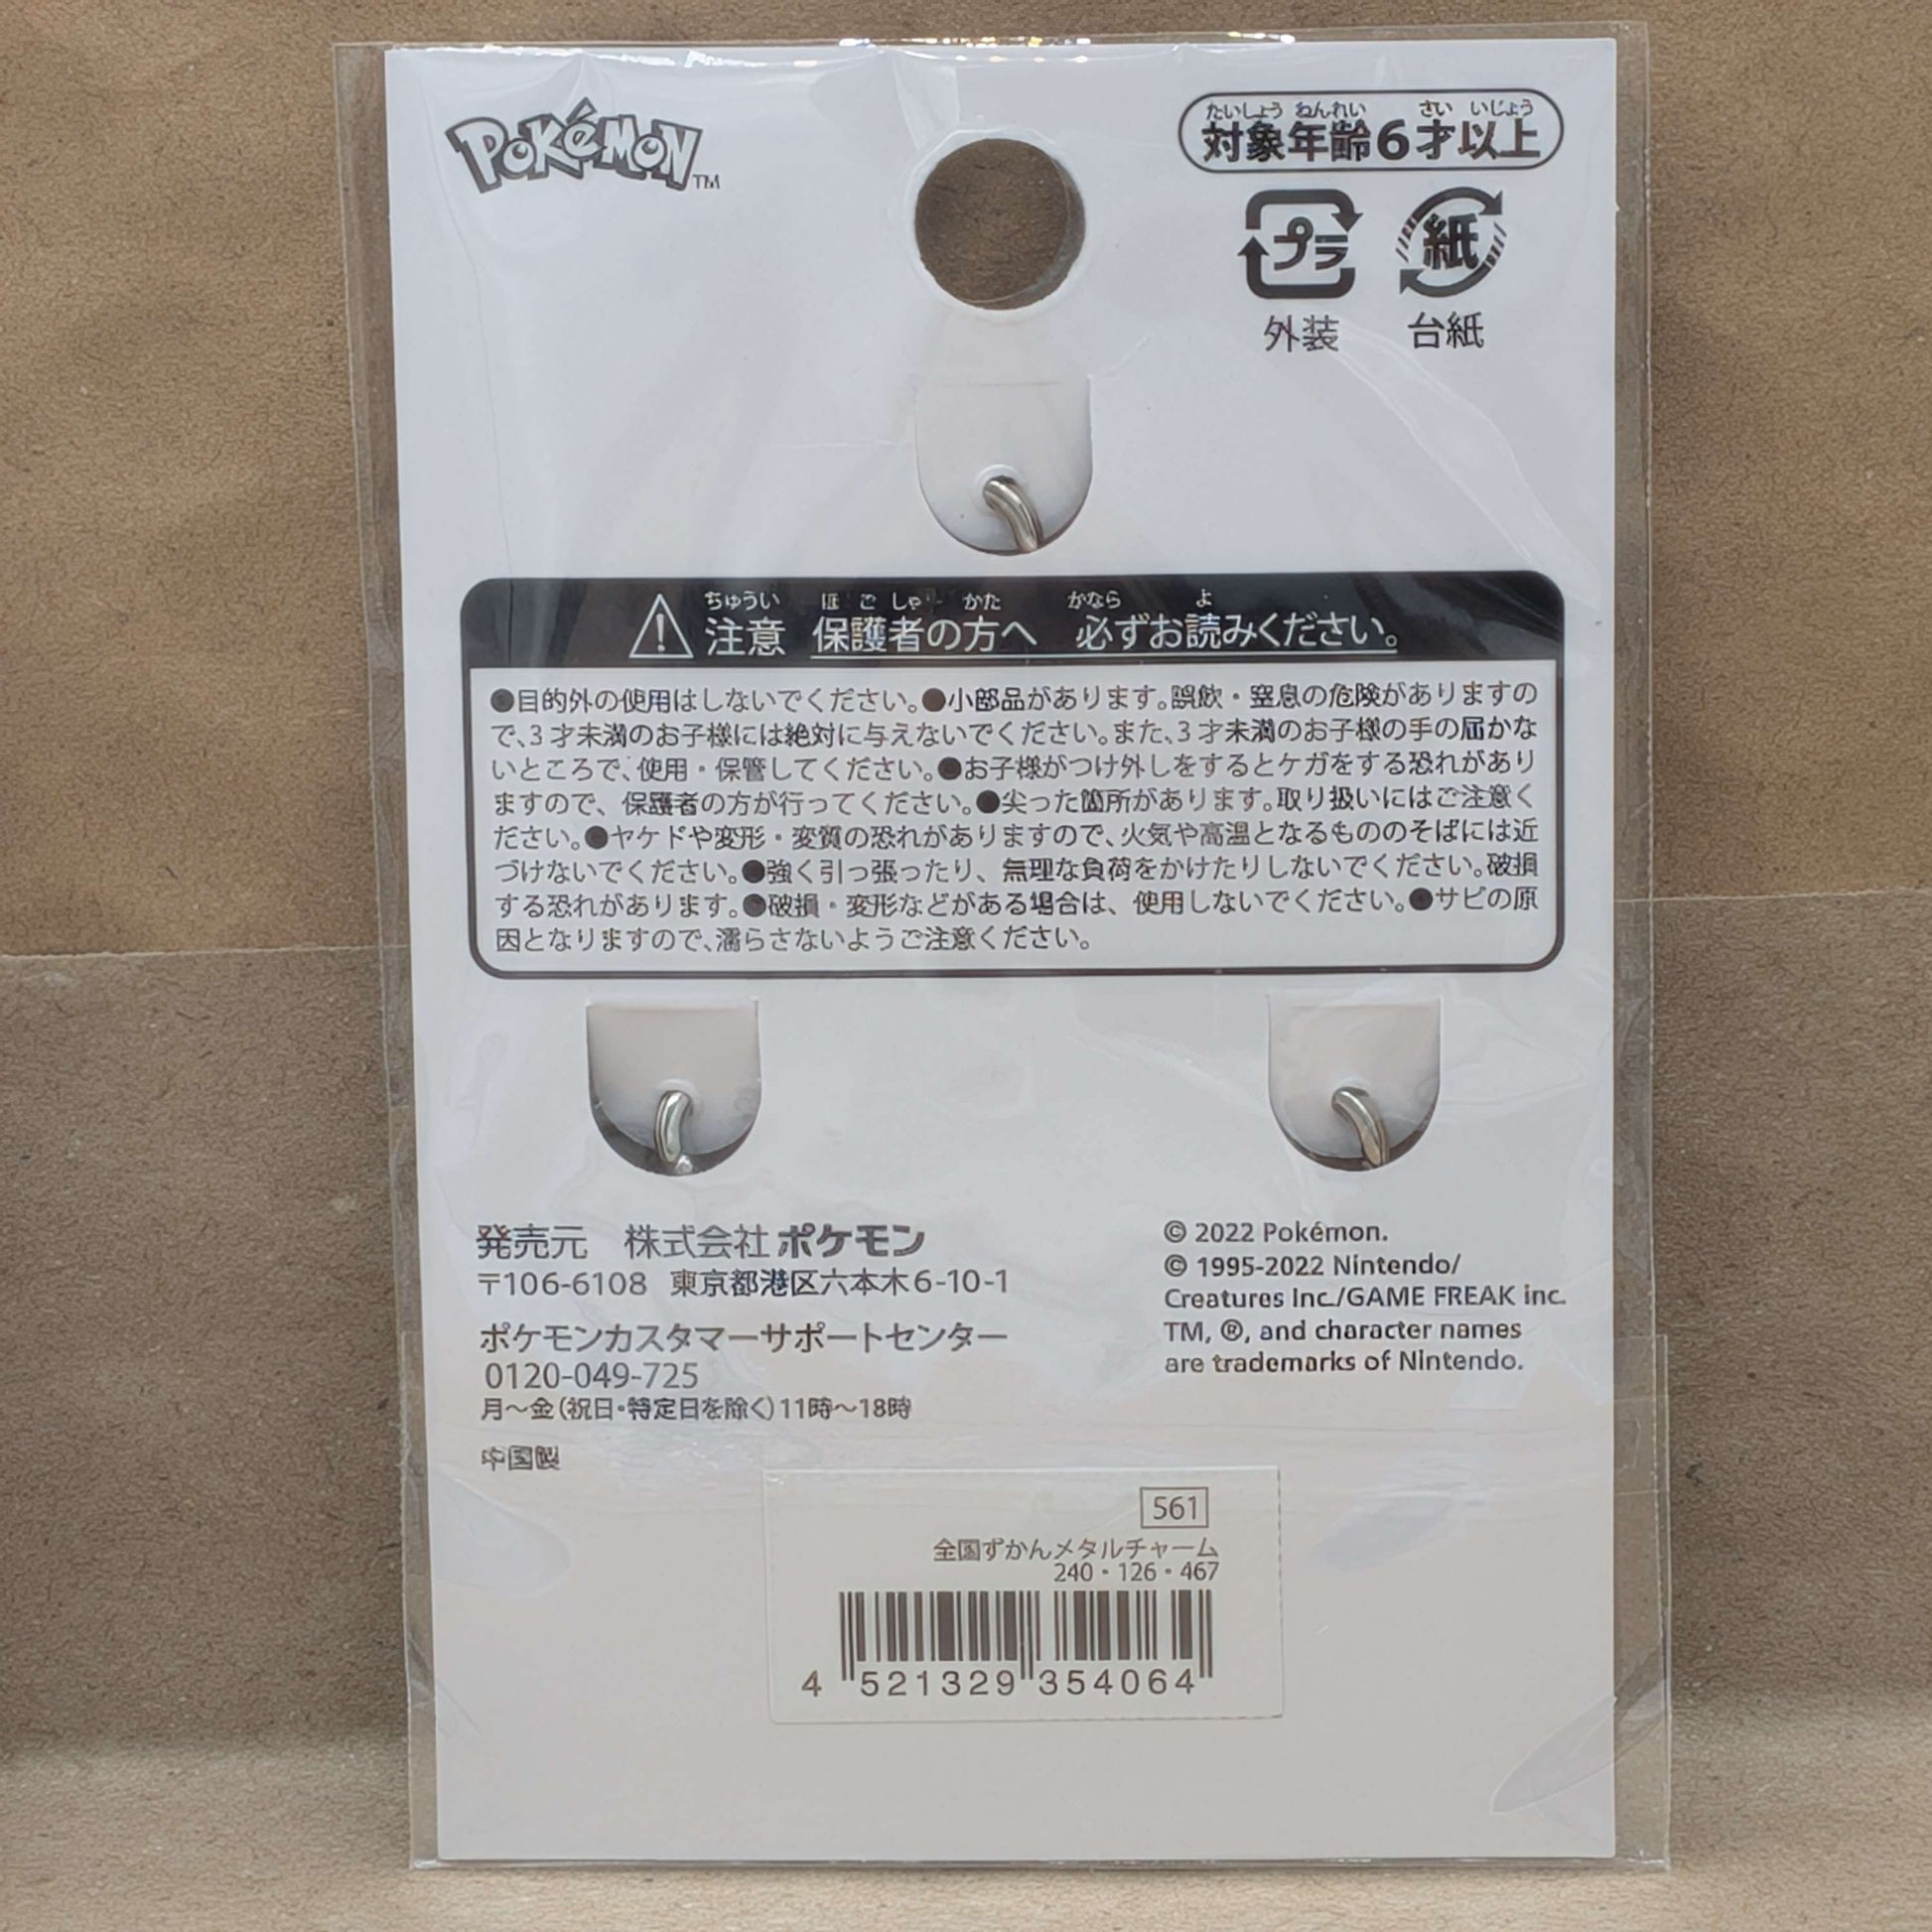 POKéMON™
たいしょう ねんれい さい いじょう
対象年齢6才以上
プラ 紙
外装 台紙
ちゅうい ほごしゃ かた かなら よ
注意 保護者の方へ 必ずお読みください。
●目的外の使用はしないでください。●小部品があります。誤飲・窒息の危険がありますの
で、3才未満のお子様には絶対に与えないでください。また、3才未満のお子様の手の届かな
いところで、使用・保管してください。●お子様がつけ外しをするとケガをする恐れがあり
ますので、保護者の方が行ってください。●尖った箇所があります。取り扱いにはご注意く
ださい。●ヤケドや変形・変質の恐れがありますので、火気や高温となるもののそばには近
づけないでください。●強く引っ張ったり、無理な負荷をかけたりしないでください。破損
する恐れがあります。●破損・変形などがある場合は、使用しないでください。●サビの原
因となりますので、濡らさないようご注意ください。
発売元 株式会社ポケモン
〒106-6108 東京都港区六本木6-10-1
ポケモンカスタマーサポートセンター
0120-049-725
月～金(祝日・特定日を除く)11時～18時
中国製
© 2022 Pokémon.
© 1995-2022 Nintendo/
Creatures Inc./GAME FREAK inc.
TM, ®, and character names
are trademarks of Nintendo.
561
全国ずかんメタルチャーム
240・126・467
4 521329 354064